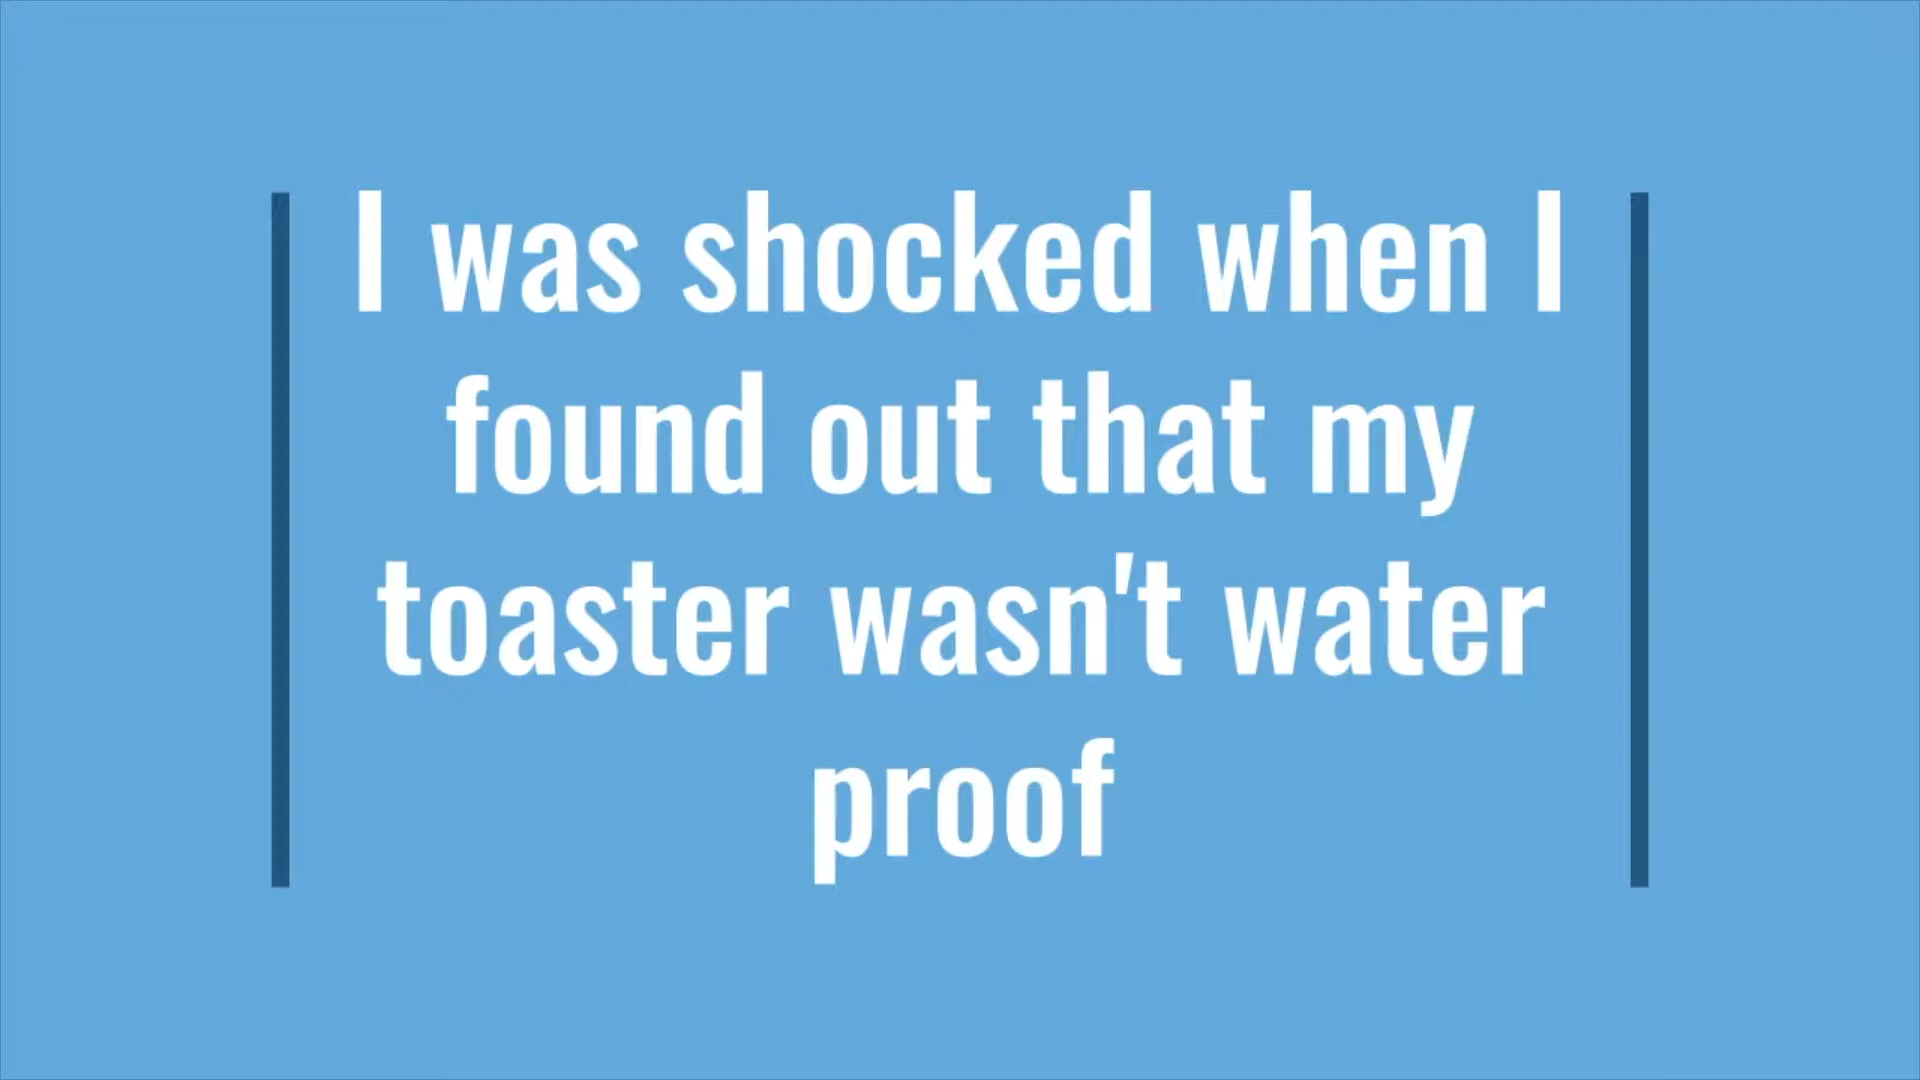 I was shocked when I
found out that my
toaster wasn't water
proof